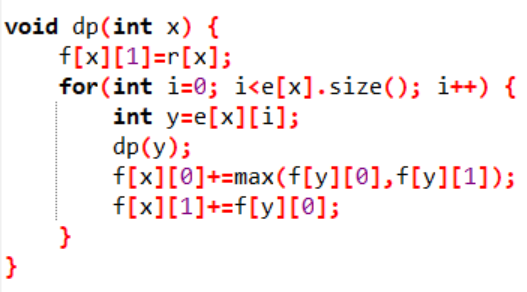 void dp(int x) {
    f[x][1]=r[x];
    for(int i=0; i<e[x].size(); i++) {
        int y=e[x][i];
        dp(y);
        f[x][0]+=max(f[y][0],f[y][1]);
        f[x][1]+=f[y][0];
    }
}